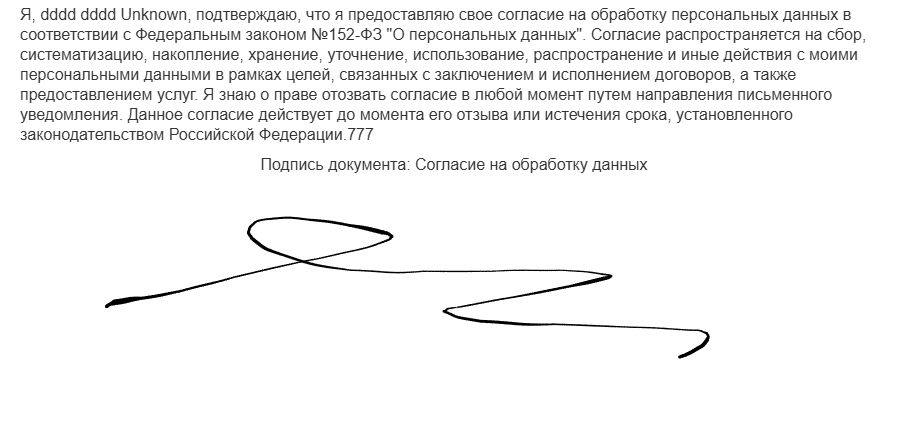 Я, dddd dddd Unknown, подтверждаю, что я предоставляю свое согласие на обработку персональных данных в
соответствии с Федеральным законом №152-ФЗ "О персональных данных". Согласие распространяется на сбор,
систематизацию, накопление, хранение, уточнение, использование, распространение и иные действия с моими
персональными данными в рамках целей, связанных с заключением и исполнением договоров, а также
предоставлением услуг. Я знаю о праве отозвать согласие в любой момент путем направления письменного
уведомления. Данное согласие действует до момента его отзыва или истечения срока, установленного
законодательством Российской Федерации.777
Подпись документа: Согласие на обработку данных